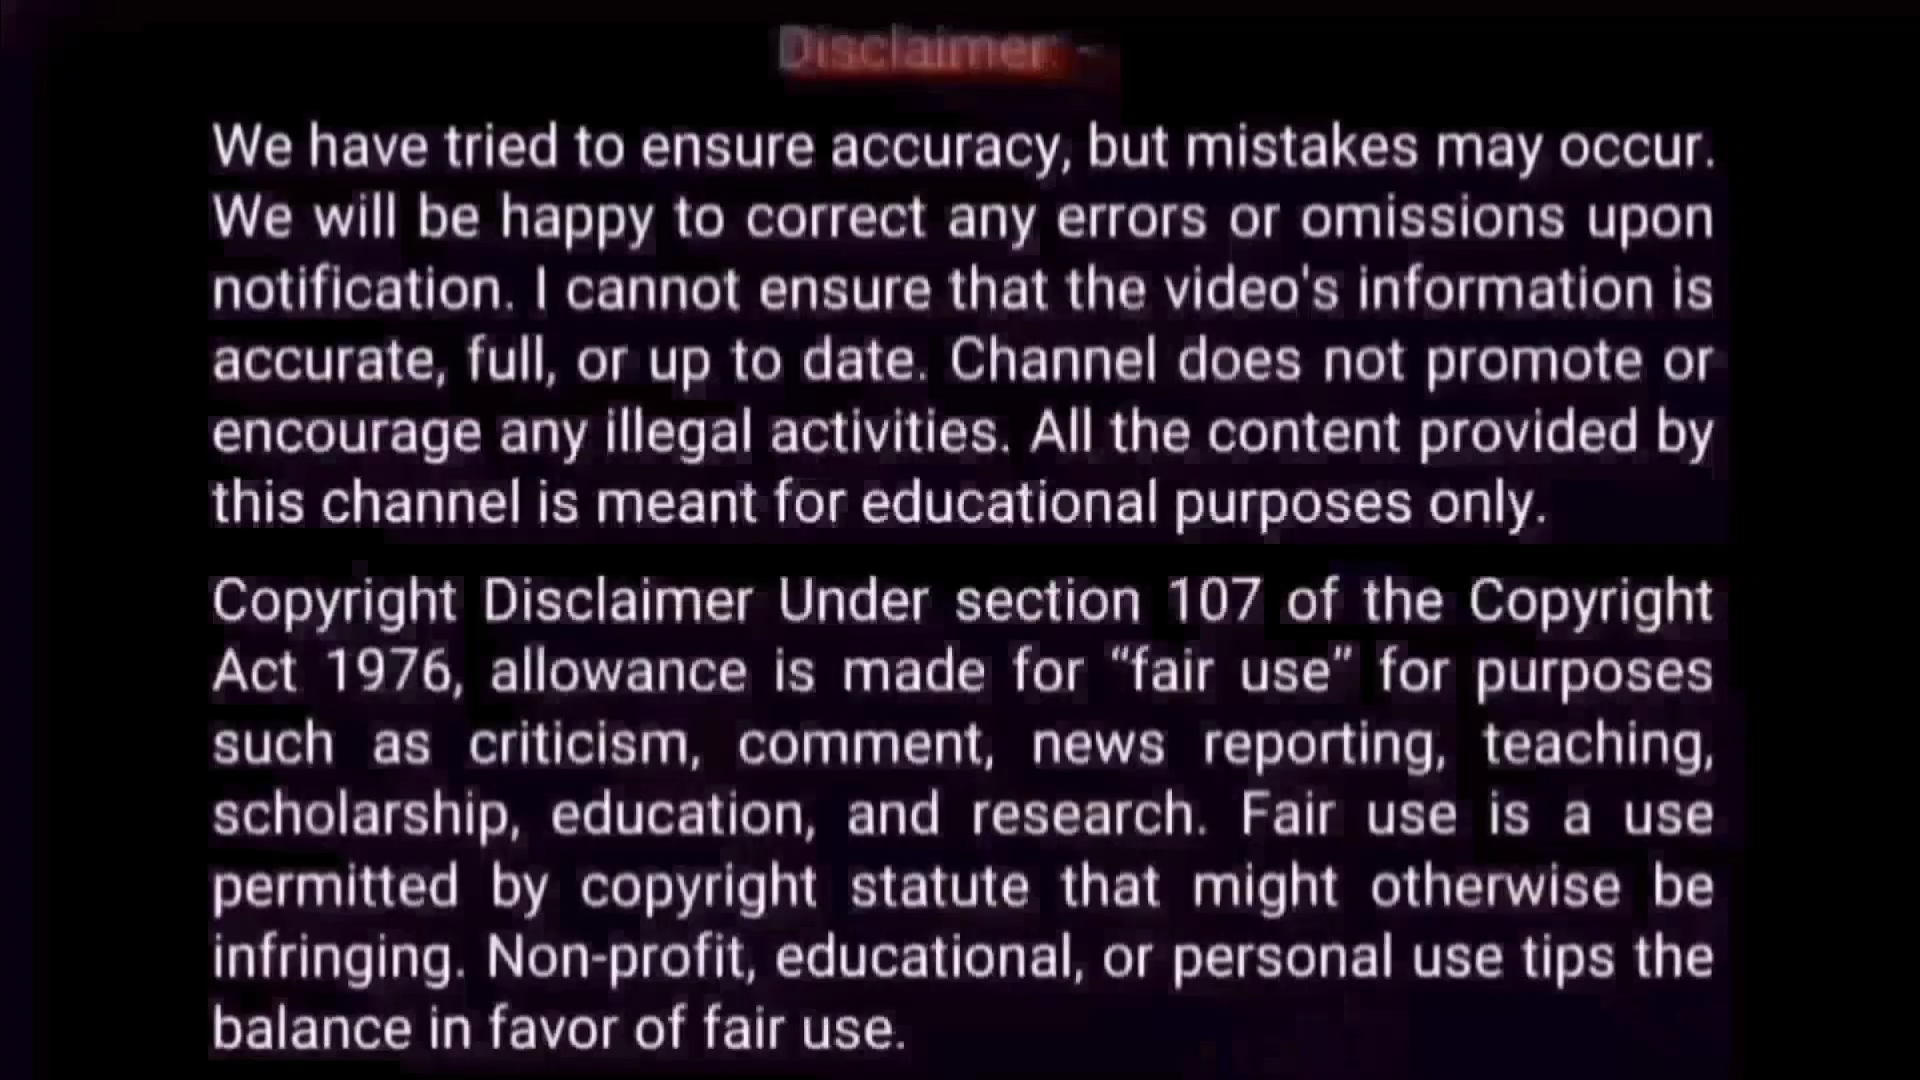 Disclaimer: -
We have tried to ensure accuracy, but mistakes may occur.
We will be happy to correct any errors or omissions upon
notification. I cannot ensure that the video's information is
accurate, full, or up to date. Channel does not promote or
encourage any illegal activities. All the content provided by
this channel is meant for educational purposes only.
Copyright Disclaimer Under section 107 of the Copyright
Act 1976, allowance is made for “fair use” for purposes
such as criticism, comment, news reporting, teaching,
scholarship, education, and research. Fair use is a use
permitted by copyright statute that might otherwise be
infringing. Non-profit, educational, or personal use tips the
balance in favor of fair use.